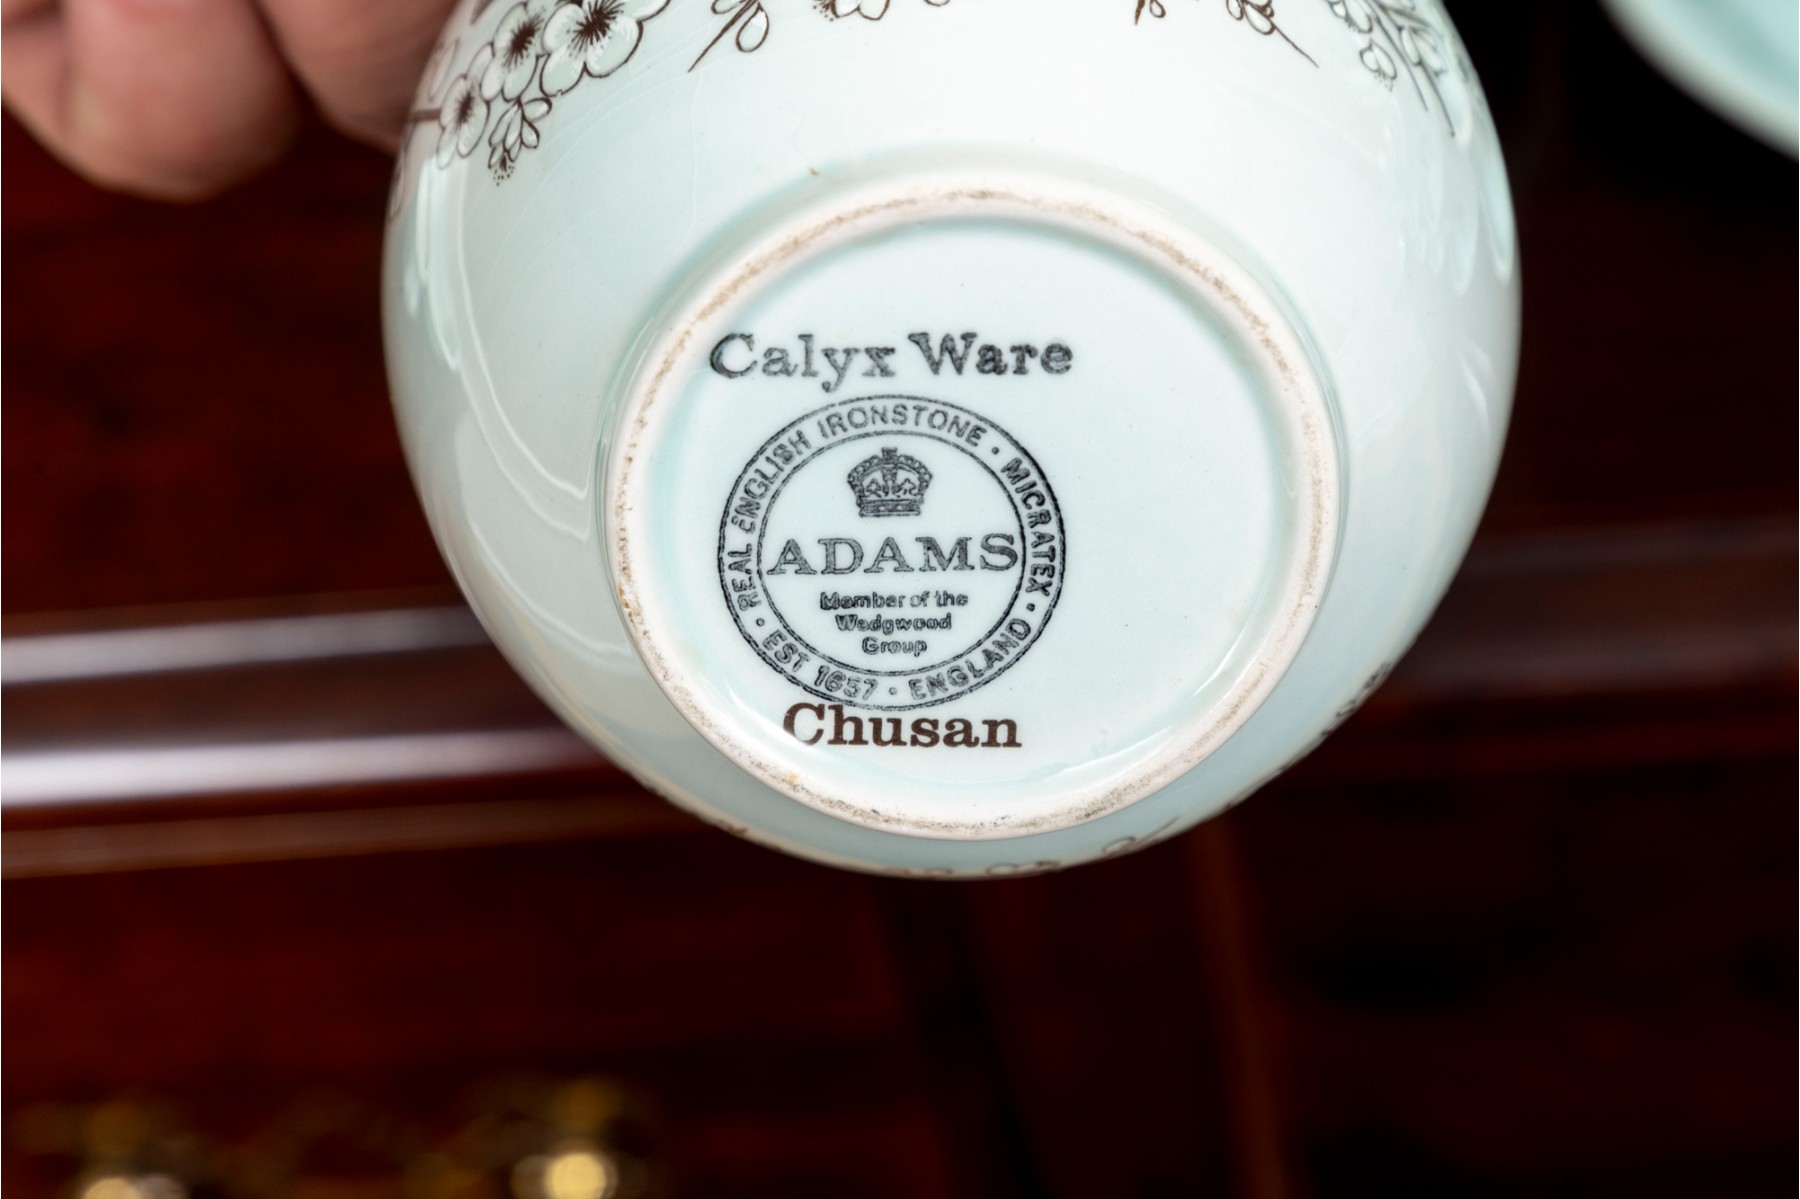 Calyx Ware
REAL ENGLISH IRONSTONE · MICRATEX · ENGLAND · EST 1657 ·
ADAMS
Member of the
Wedgwood
Group
Chusan